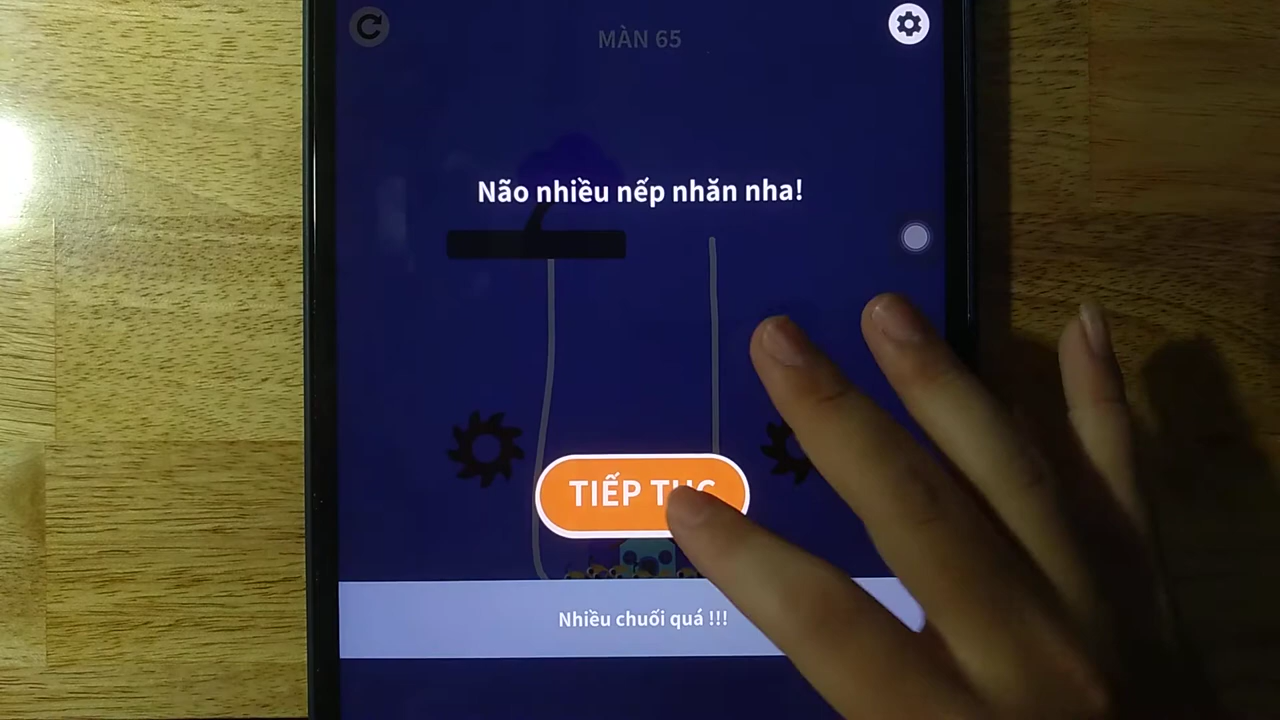 MÀN 65
Não nhiều nếp nhăn nha!
TIẾP TỤC
Nhiều chuối quá !!!